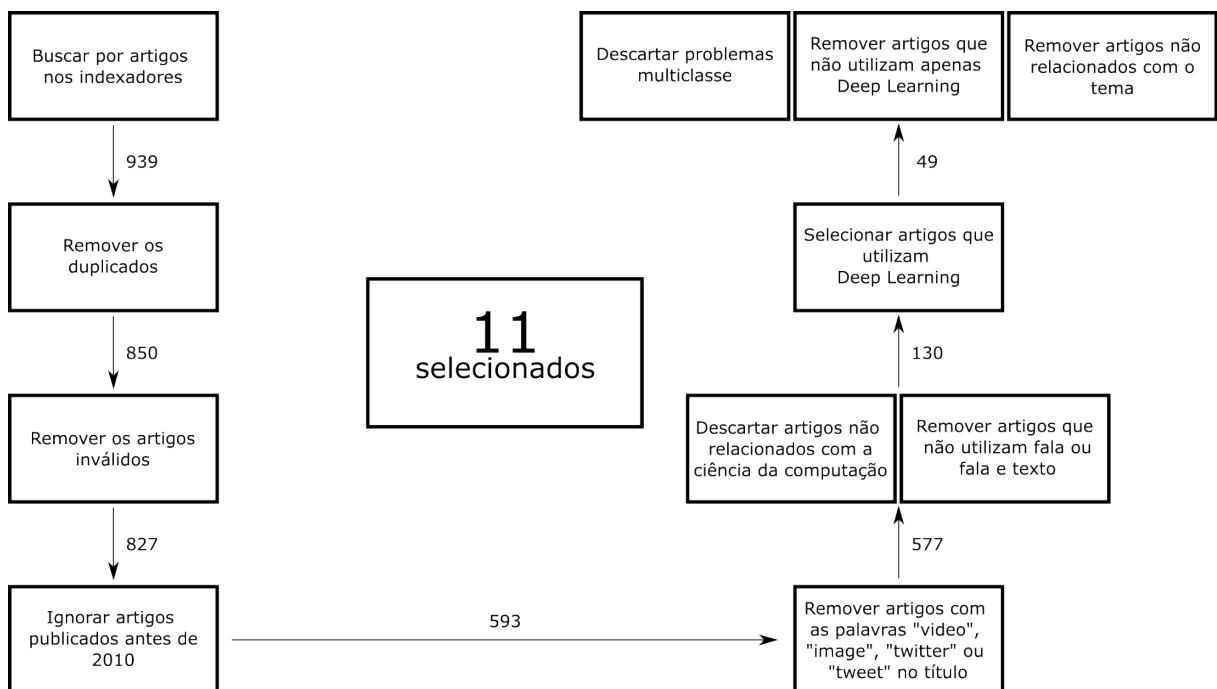 Buscar por artigos
nos indexadores
939
Remover os
duplicados
850
Remover os artigos
inválidos
827
Ignorar artigos
publicados antes de
2010
593
Remover artigos com
as palavras "video",
"image", "twitter" ou
"tweet" no título
577
Descartar artigos não
relacionados com a
ciência da computação
Remover artigos que
não utilizam fala ou
fala e texto
130
Selecionar artigos que
utilizam
Deep Learning
49
Descartar problemas
multiclasse
Remover artigos que
não utilizam apenas
Deep Learning
Remover artigos não
relacionados com o
tema
11
selecionados